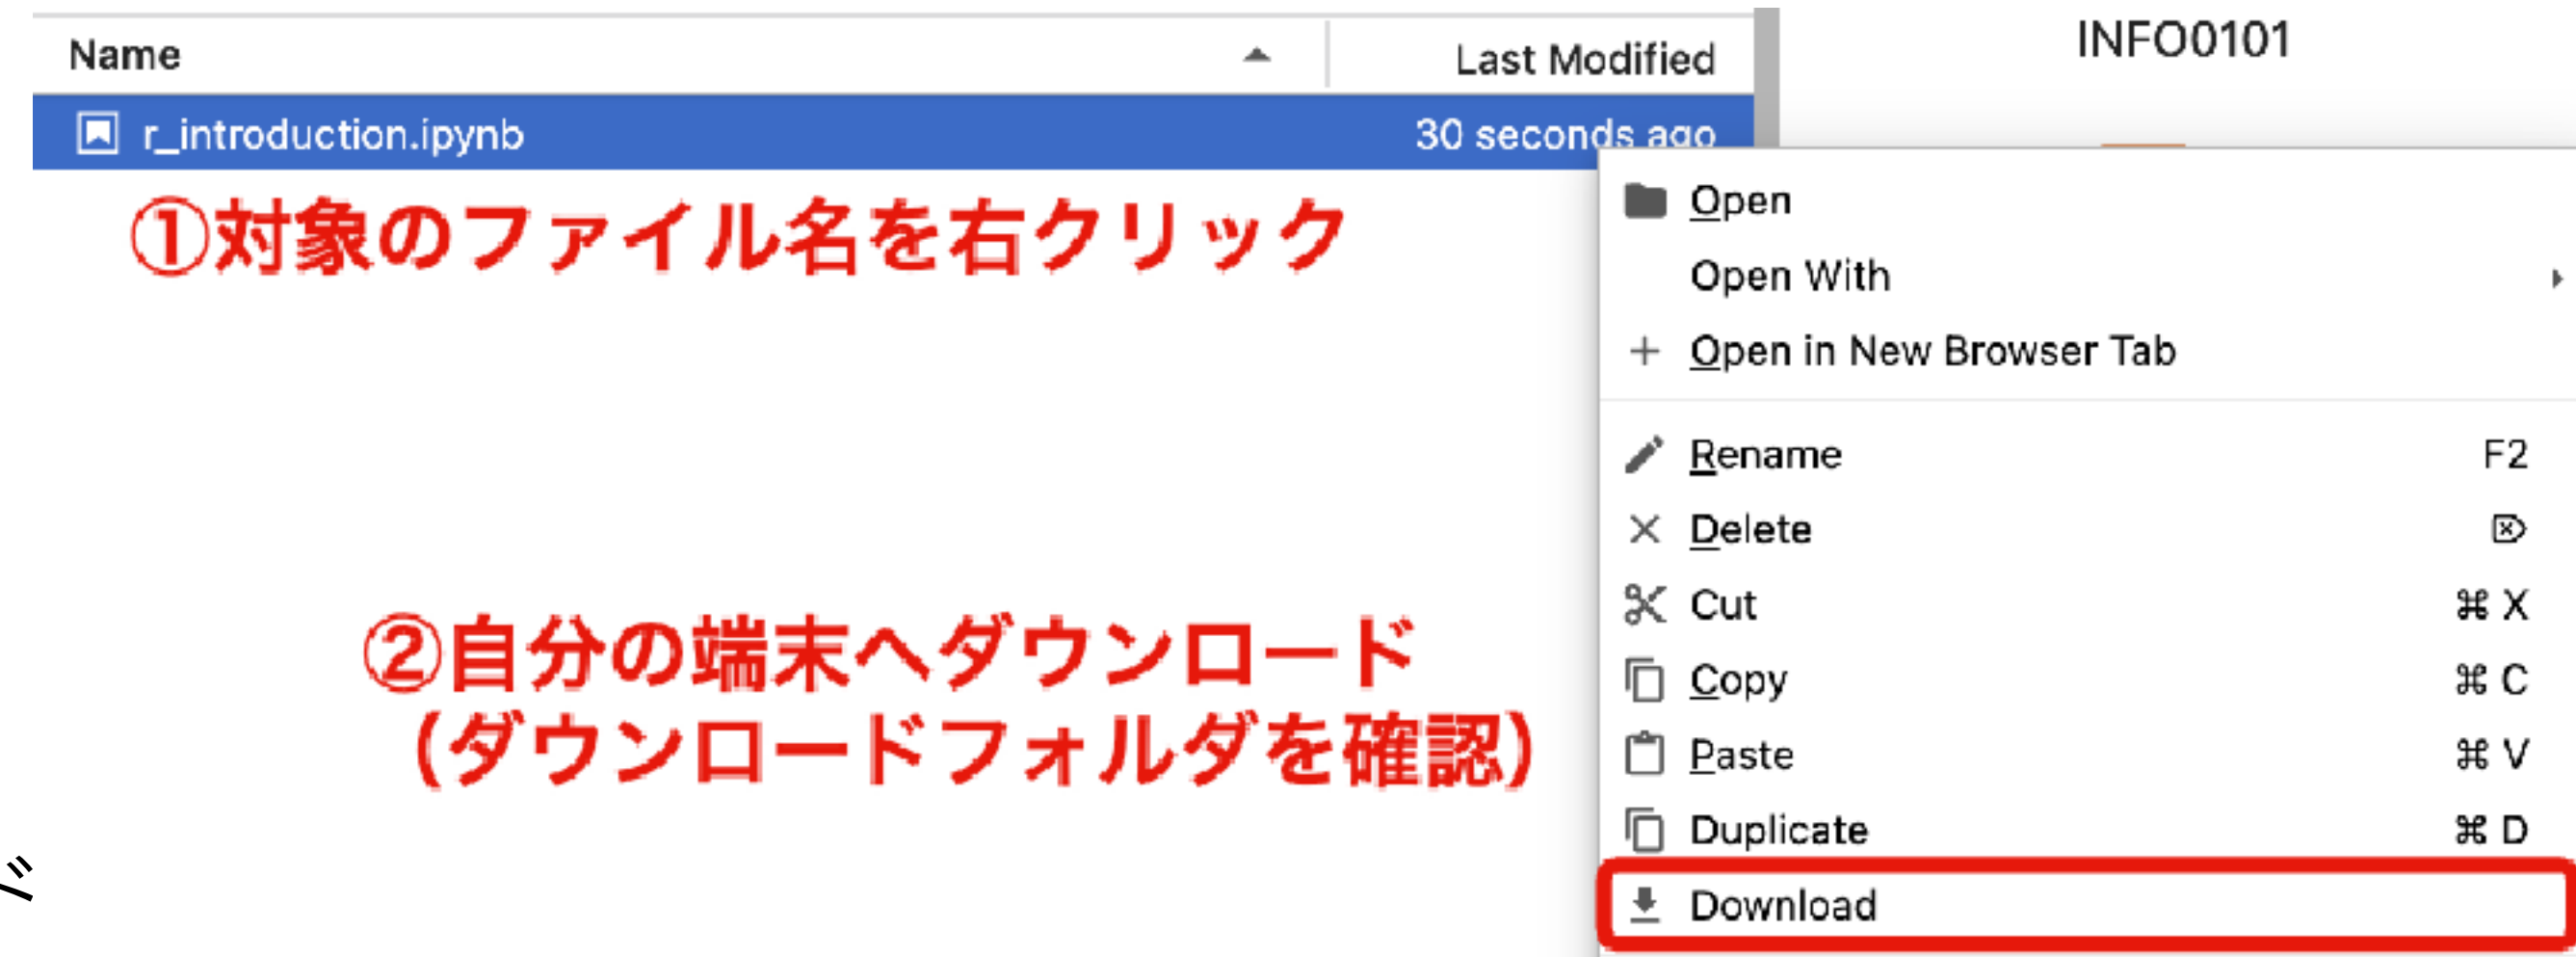 Name
Last Modified
INFO0101
r_introduction.ipynb
30 seconds ago
①対象のファイル名を右クリック
Open
Open With
Open in New Browser Tab
Rename F2
Delete
Cut ⌘ X
Copy ⌘ C
②自分の端末へダウンロード
(ダウンロードフォルダを確認)
Paste ⌘ V
Duplicate ⌘ D
Download